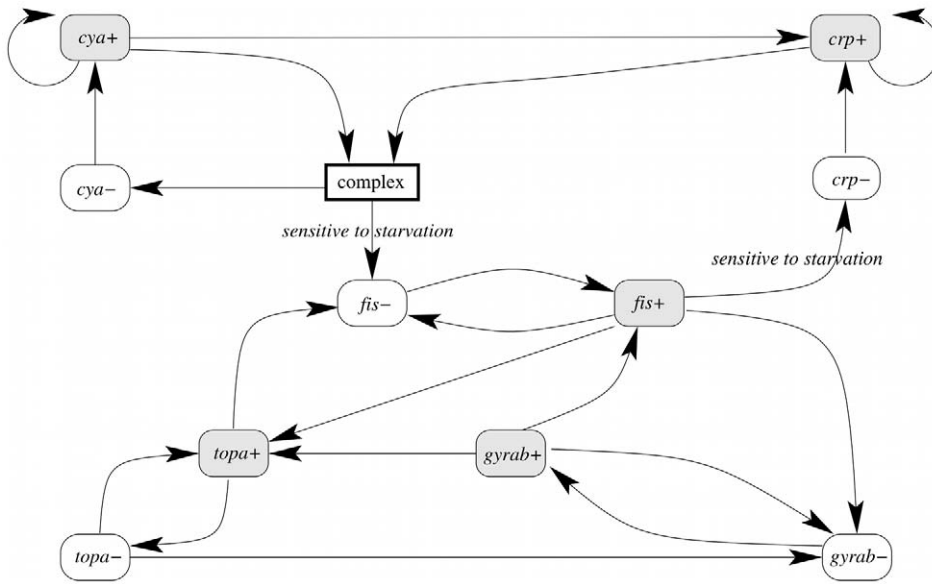 cya+
crp+
cya−
complex
crp−
sensitive to starvation
sensitive to starvation
fis−
fis+
topa+
gyrab+
topa−
gyrab−